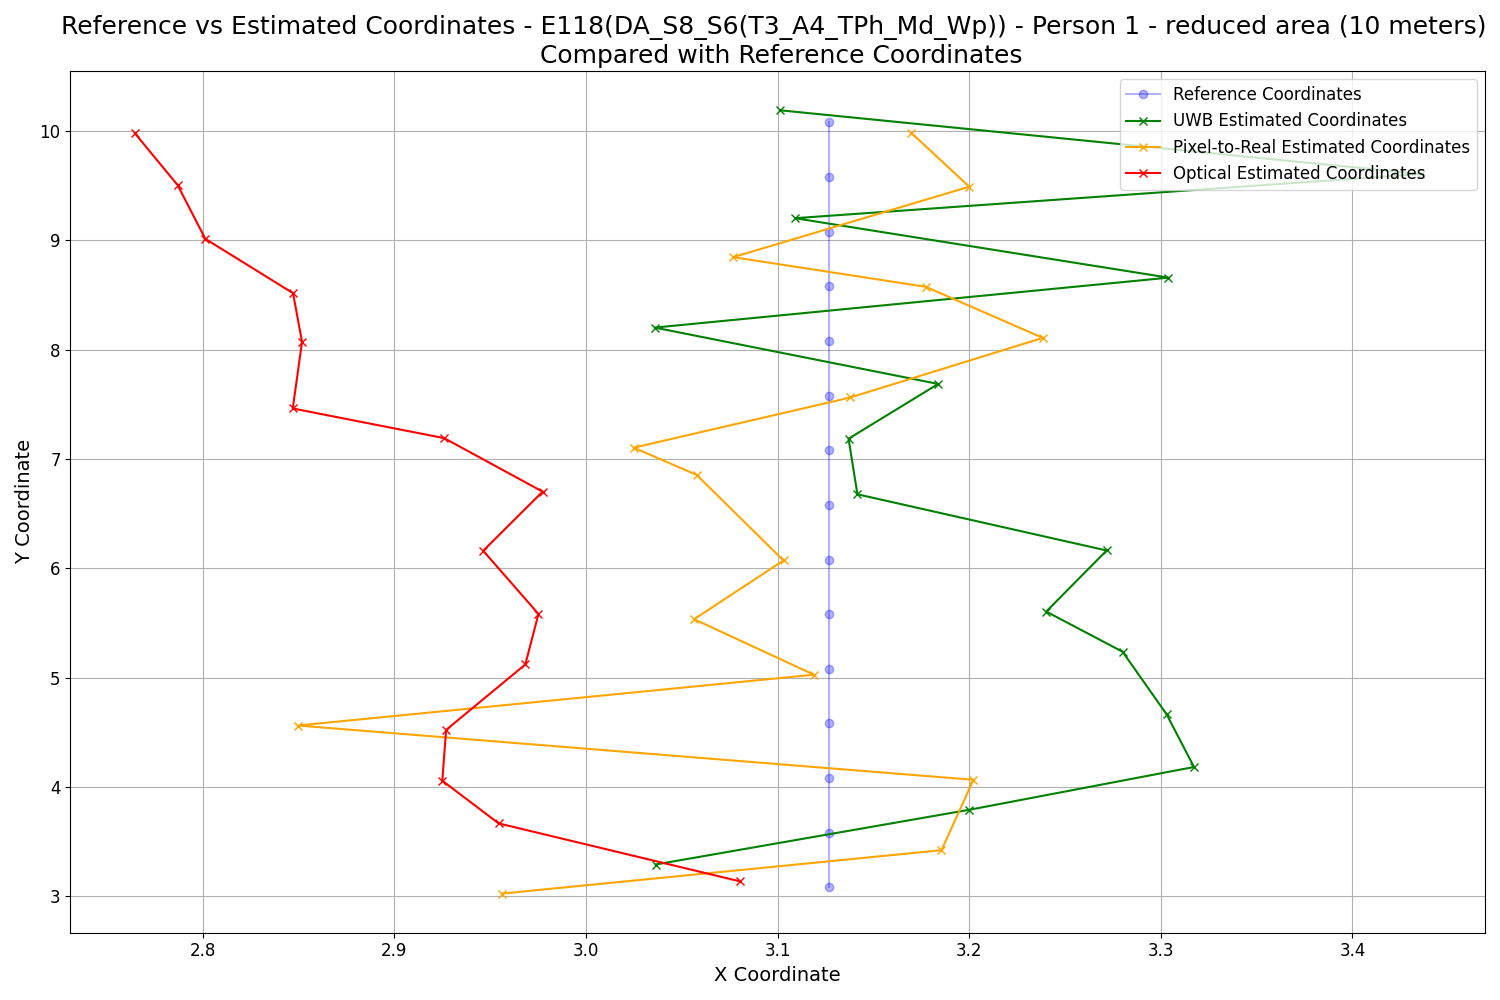 Reference vs Estimated Coordinates - E118(DA_S8_S6(T3_A4_TPh_Md_Wp)) - Person 1 - reduced area (10 meters)
Compared with Reference Coordinates
Reference Coordinates
UWB Estimated Coordinates
Pixel-to-Real Estimated Coordinates
Optical Estimated Coordinates
Y Coordinate
10
9
8
7
6
5
4
3
2.8 2.9 3.0 3.1 3.2 3.3 3.4
X Coordinate